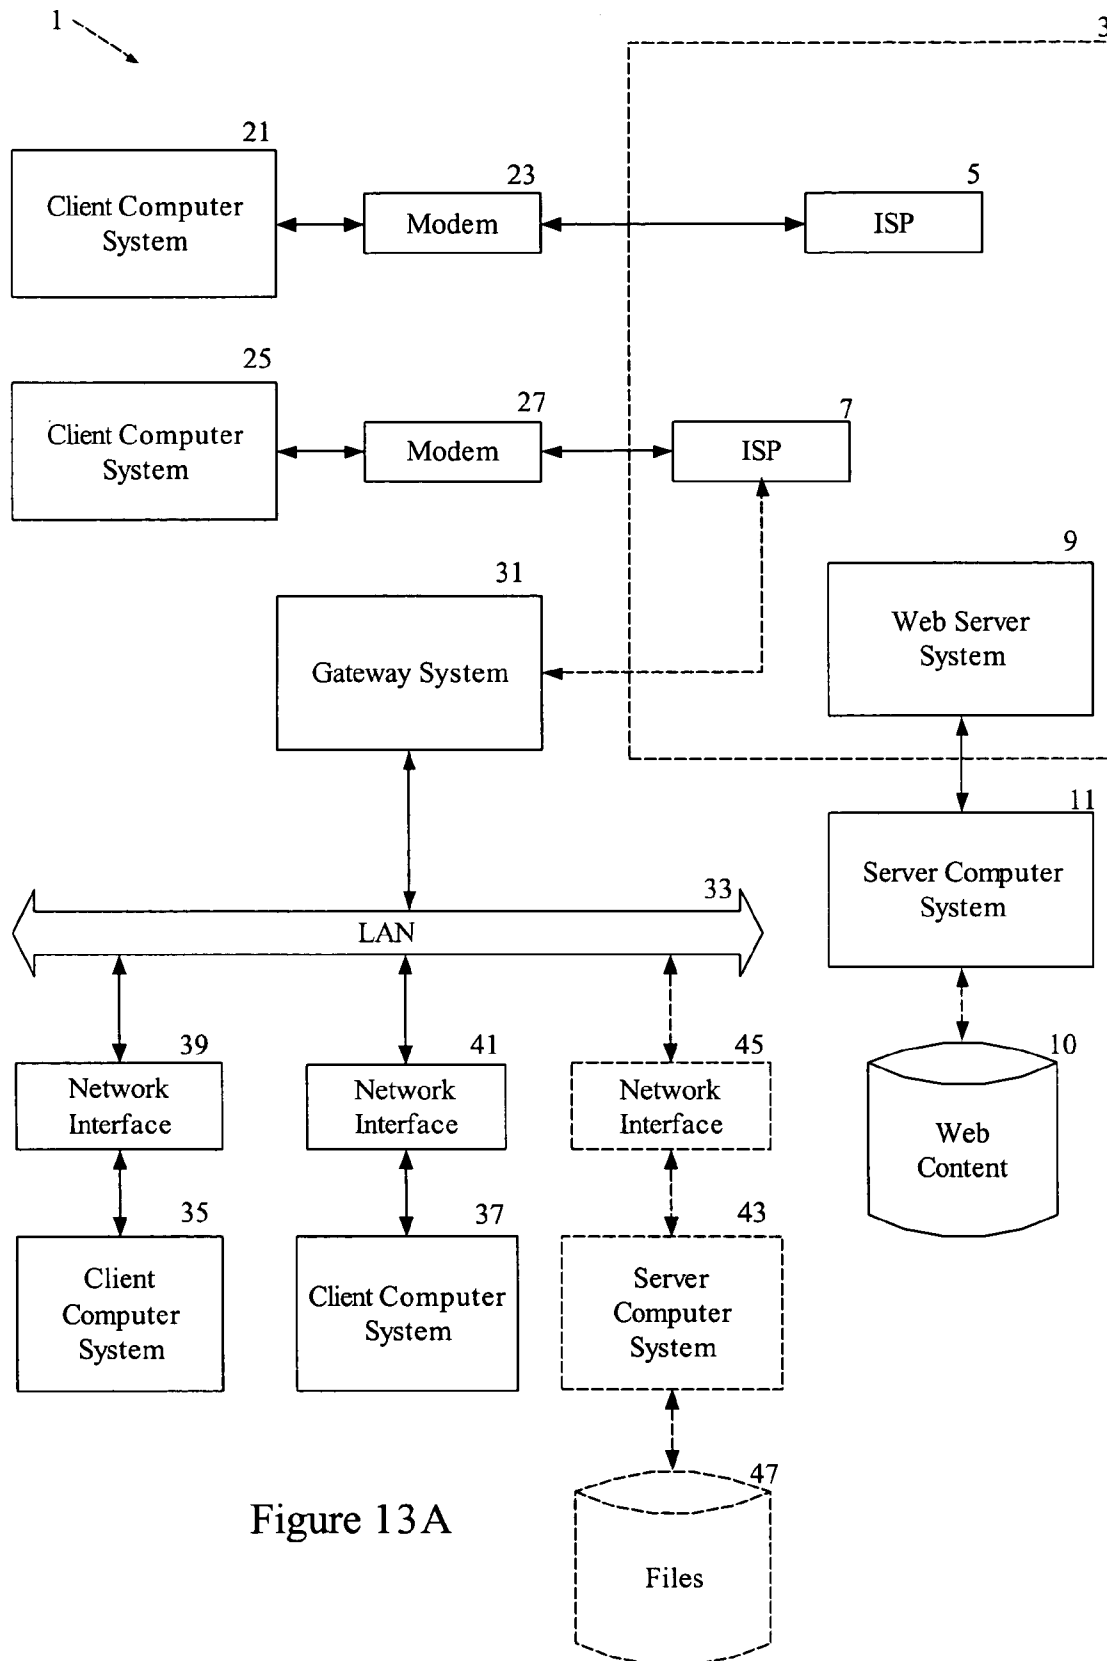 1
3
21
Client Computer
System
23
Modem
5
ISP
25
Client Computer
System
27
Modem
7
ISP
31
Gateway System
9
Web Server
System
11
Server Computer
System
33
LAN
39
Network
Interface
41
Network
Interface
45
Network
Interface
10
Web
Content
35
Client
Computer
System
37
Client Computer
System
43
Server
Computer
System
47
Files
Figure 13A